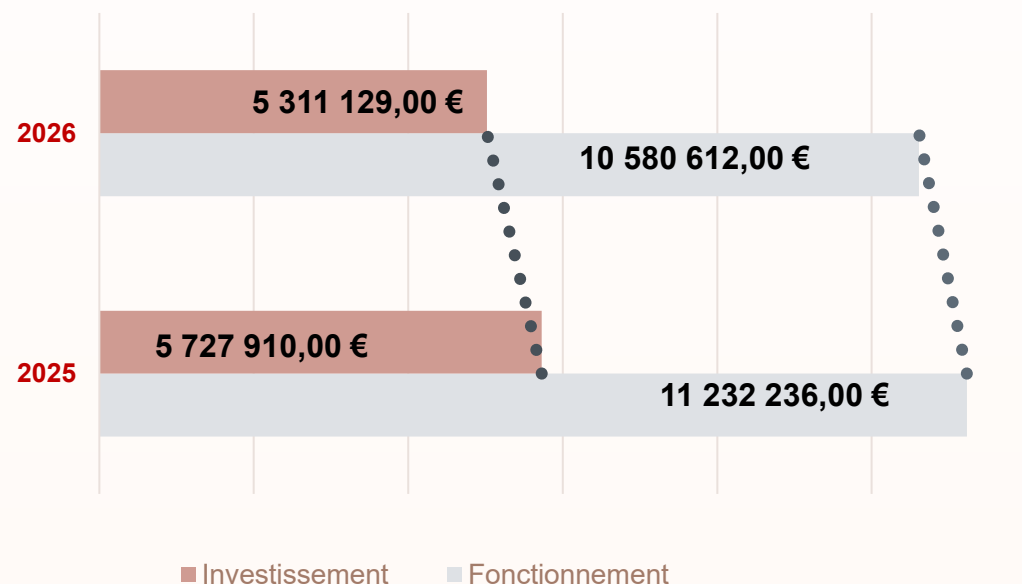 5 311 129,00 €
2026
10 580 612,00 €
5 727 910,00 €
2025
11 232 236,00 €
Investissement Fonctionnement